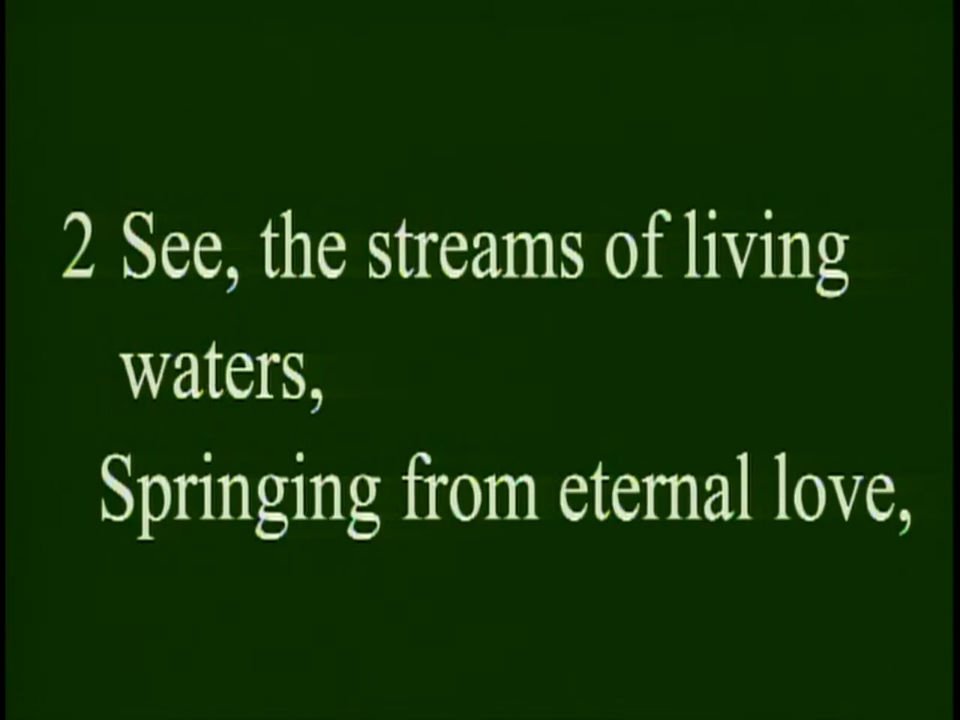 2 See, the streams of living
waters,
Springing from eternal love,